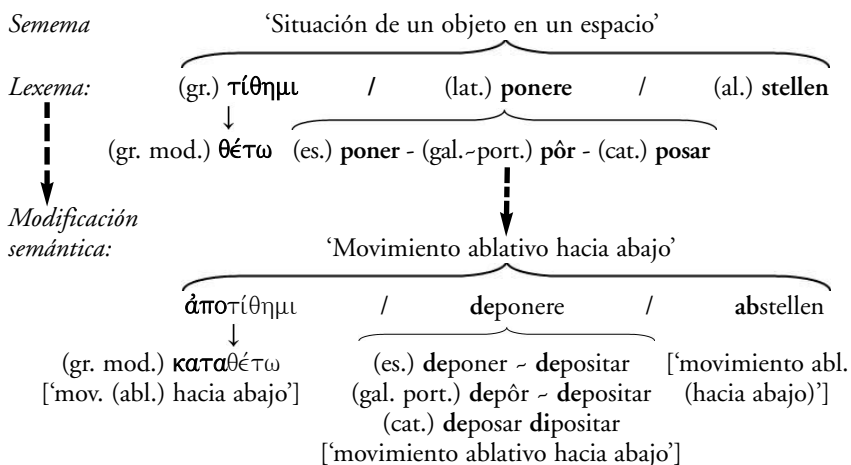 Semema ‘Situación de un objeto en un espacio’
Lexema: (gr.) τίθημι / (lat.) ponere / (al.) stellen
↓
(gr. mod.) θέτω (es.) poner - (gal.~port.) pôr - (cat.) posar
Modificación
semántica: ‘Movimiento ablativo hacia abajo’
ἀποτίθημι / deponere / abstellen
↓
(gr. mod.) καταθέτω (es.) deponer ~ depositar [‘movimiento abl.
[‘mov. (abl.) hacia abajo’] (gal. port.) depôr ~ depositar (hacia abajo)’]
(cat.) deposar dipositar
[‘movimiento ablativo hacia abajo’]